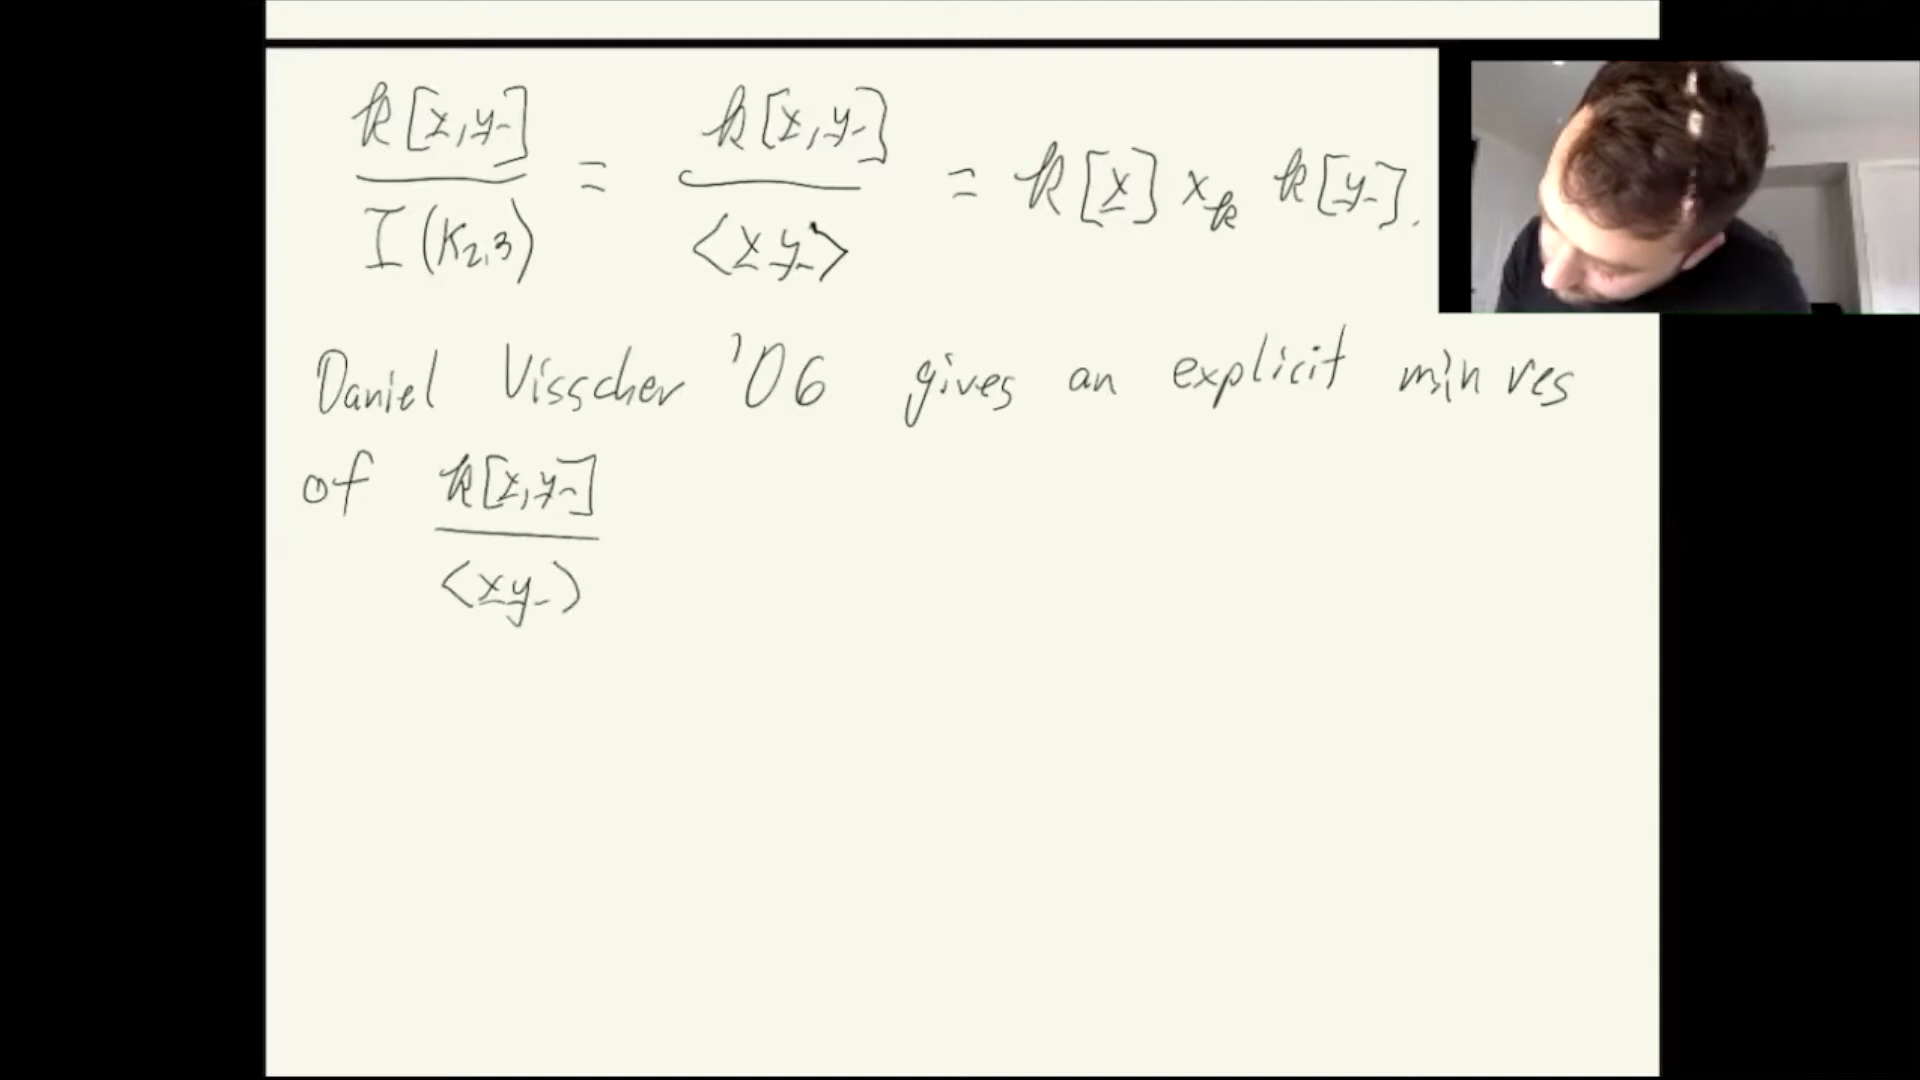 k[x,y] / I(K2,3) = k[x,y] / <xy> = k[x] ×k k[y].
Daniel Visscher '06 gives an explicit min res
of k[x,y] / <xy>